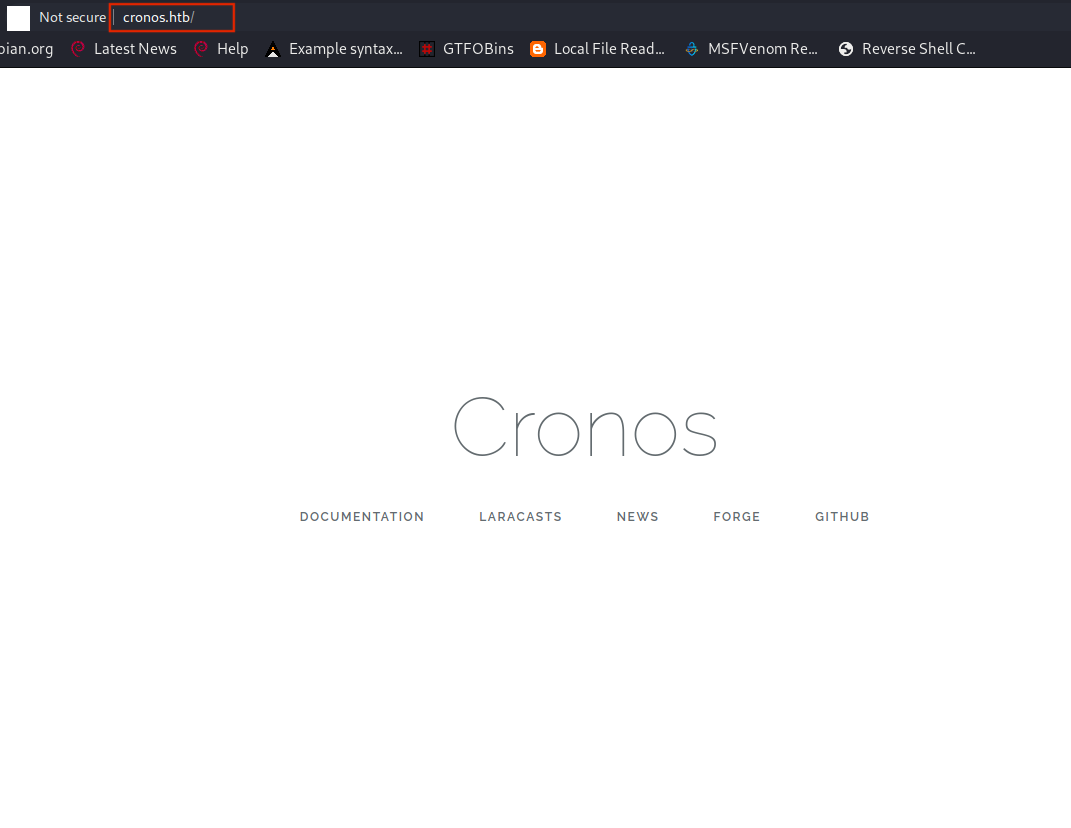 Not secure | cronos.htb/
bian.org Latest News Help Example syntax... GTFOBins Local File Read... MSFVenom Re... Reverse Shell C...
Cronos
DOCUMENTATION LARACASTS NEWS FORGE GITHUB